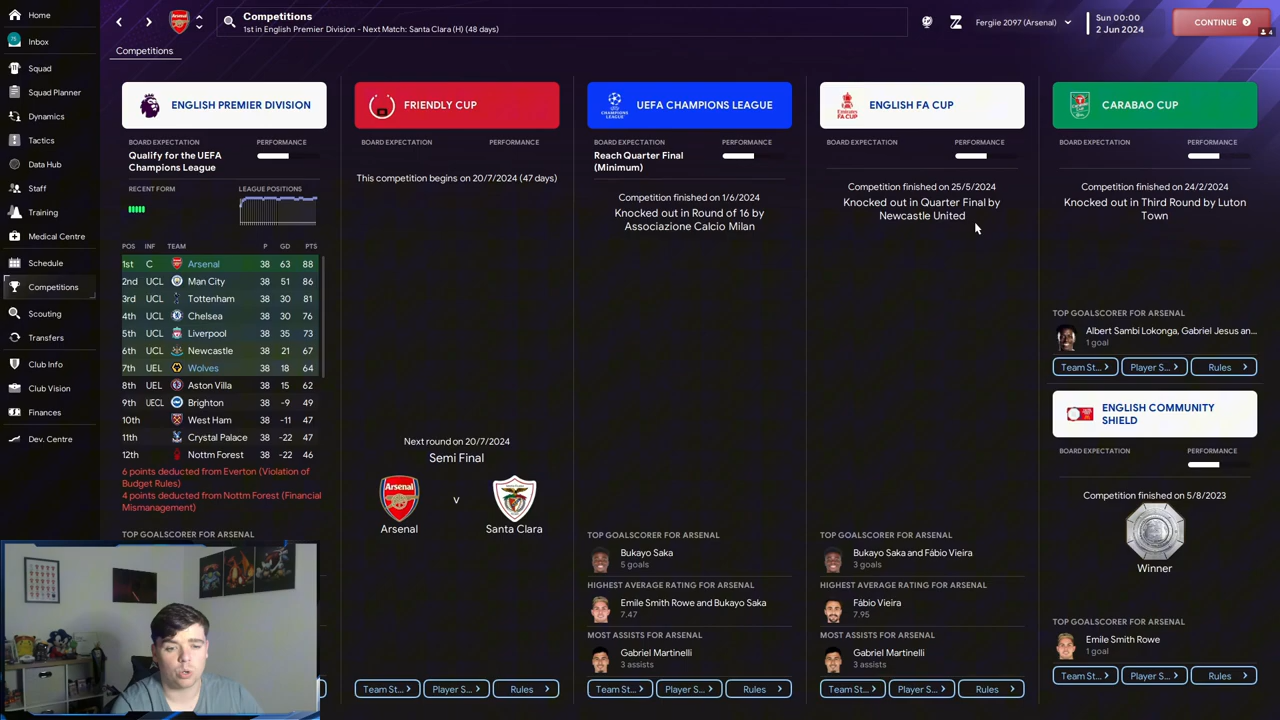 Home
Inbox
75
Squad
Squad Planner
Dynamics
Tactics
Data Hub
Staff
Training
Medical Centre
Schedule
Competitions
Scouting
Transfers
Club Info
Club Vision
Finances
Dev. Centre
Competitions
1st in English Premier Division - Next Match: Santa Clara (H) (48 days)
Fergiie 2097 (Arsenal)
Sun 00:00
2 Jun 2024
CONTINUE
4
Competitions
ENGLISH PREMIER DIVISION
BOARD EXPECTATION
PERFORMANCE
Qualify for the UEFA
Champions League
RECENT FORM
LEAGUE POSITIONS
POS INF TEAM P GD PTS
1st C Arsenal 38 63 88
2nd UCL Man City 38 51 86
3rd UCL Tottenham 38 30 81
4th UCL Chelsea 38 30 76
5th UCL Liverpool 38 35 73
6th UCL Newcastle 38 21 67
7th UEL Wolves 38 18 64
8th UEL Aston Villa 38 15 62
9th UECL Brighton 38 -9 49
10th West Ham 38 -11 47
11th Crystal Palace 38 -22 47
12th Nottm Forest 38 -22 46
6 points deducted from Everton (Violation of
Budget Rules)
4 points deducted from Nottm Forest (Financial
Mismanagement)
TOP GOALSCORER FOR ARSENAL
FRIENDLY CUP
BOARD EXPECTATION
PERFORMANCE
This competition begins on 20/7/2024 (47 days)
Next round on 20/7/2024
Semi Final
Arsenal
v
Arsenal
Santa Clara
Team St...
Player S...
Rules
UEFA CHAMPIONS LEAGUE
BOARD EXPECTATION
PERFORMANCE
Reach Quarter Final
(Minimum)
Competition finished on 1/6/2024
Knocked out in Round of 16 by
Associazione Calcio Milan
TOP GOALSCORER FOR ARSENAL
Bukayo Saka
5 goals
HIGHEST AVERAGE RATING FOR ARSENAL
Emile Smith Rowe and Bukayo Saka
7.47
MOST ASSISTS FOR ARSENAL
Gabriel Martinelli
3 assists
Team St...
Player S...
Rules
ENGLISH FA CUP
BOARD EXPECTATION
PERFORMANCE
Competition finished on 25/5/2024
Knocked out in Quarter Final by
Newcastle United
TOP GOALSCORER FOR ARSENAL
Bukayo Saka and Fábio Vieira
3 goals
HIGHEST AVERAGE RATING FOR ARSENAL
Fábio Vieira
7.95
MOST ASSISTS FOR ARSENAL
Gabriel Martinelli
3 assists
Team St...
Player S...
Rules
CARABAO CUP
BOARD EXPECTATION
PERFORMANCE
Competition finished on 24/2/2024
Knocked out in Third Round by Luton
Town
TOP GOALSCORER FOR ARSENAL
Albert Sambi Lokonga, Gabriel Jesus an...
1 goal
Team St...
Player S...
Rules
ENGLISH COMMUNITY
SHIELD
BOARD EXPECTATION
PERFORMANCE
Competition finished on 5/8/2023
Winner
TOP GOALSCORER FOR ARSENAL
Emile Smith Rowe
1 goal
Team St...
Player S...
Rules